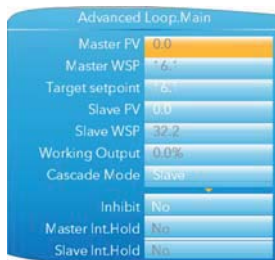 Advanced Loop.Main
Master PV 0.0
Master WSP
Target setpoint
Slave PV 0.0
Slave WSP 32.2
Working Output 0.0%
Cascade Mode Slave
Inhibit No
Master Int.Hold No
Slave Int.Hold No